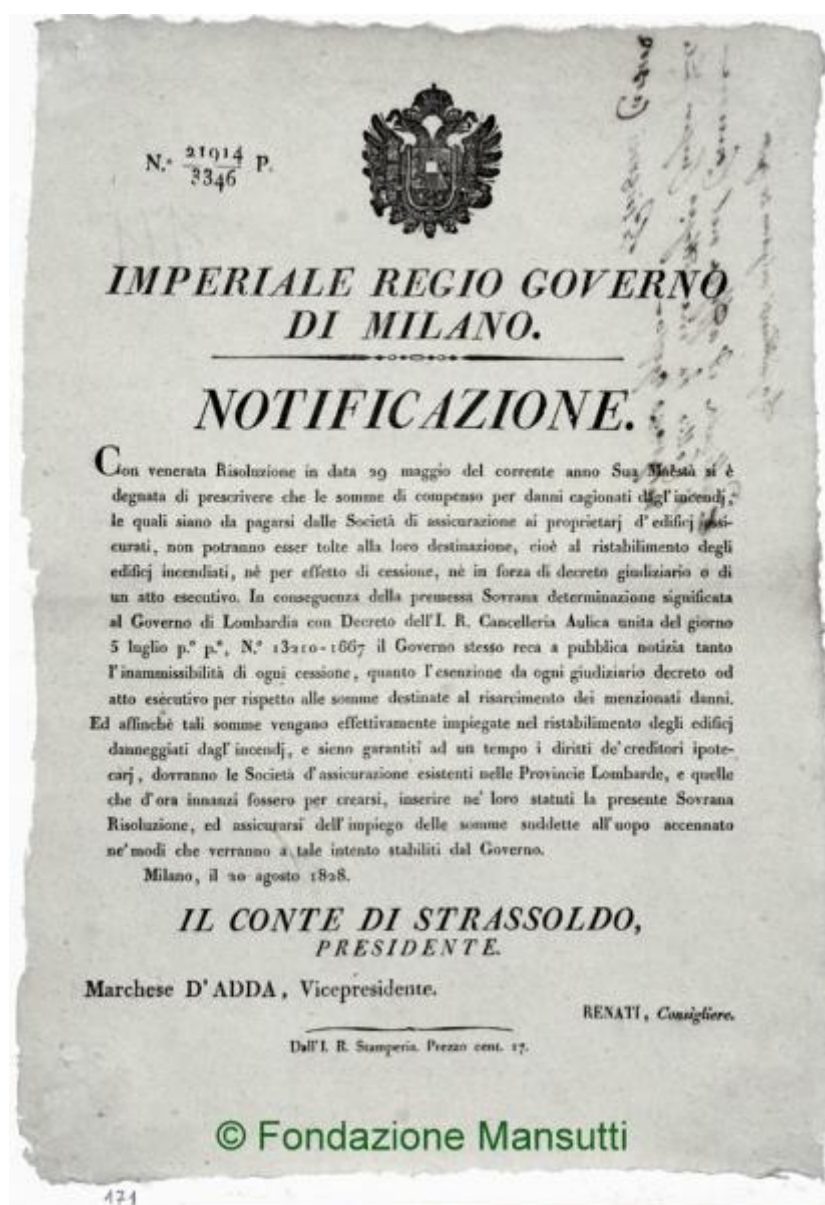 N.° 21914 P.
3346
IMPERIALE REGIO GOVERNO
DI MILANO.
NOTIFICAZIONE.
Con venerata Risoluzione in data 29 maggio del corrente anno Sua Maestà si è
degnata di prescrivere che le somme di compenso per danni cagionati dagl'incendj,
le quali siano da pagarsi dalle Società di assicurazione ai proprietarj d'edificj assi-
curati, non potranno esser tolte alla loro destinazione, cioè al ristabilimento degli
edificj incendiati, nè per effetto di cessione, nè in forza di decreto giudiziario o di
un atto esecutivo. In conseguenza della premessa Sovrana determinazione significata
al Governo di Lombardia con Decreto dell'I. R. Cancelleria Aulica unita del giorno
5 luglio p.° p.°, N.° 13210-1667 il Governo stesso reca a pubblica notizia tanto
l'inammissibilità di ogni cessione, quanto l'esenzione da ogni giudiziario decreto od
atto esecutivo per rispetto alle somme destinate al risarcimento dei menzionati danni.
Ed affinchè tali somme vengano effettivamente impiegate nel ristabilimento degli edificj
danneggiati dagl'incendj, e sieno garantiti ad un tempo i diritti de'creditori ipote-
carj, dovranno le Società d'assicurazione esistenti nelle Provincie Lombarde, e quelle
che d'ora innanzi fossero per crearsi, inserire ne' loro statuti la presente Sovrana
Risoluzione, ed assicurarsi dell'impiego delle somme suddette all'uopo accennato
ne'modi che verranno a tale intento stabiliti dal Governo.
Milano, il 20 agosto 1828.
IL CONTE DI STRASSOLDO,
PRESIDENTE.
Marchese D'ADDA, Vicepresidente.
RENATI, Consigliere.
Dall'I. R. Stamperia. Prezzo cent. 17.
© Fondazione Mansutti
171